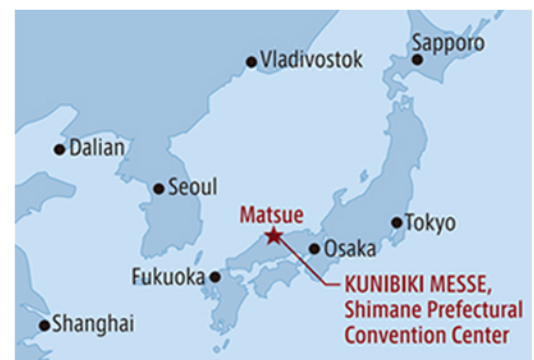 Sapporo
Vladivostok
Dalian
Seoul
Matsue
Tokyo
Osaka
Fukuoka
KUNIBIKI MESSE,
Shimane Prefectural
Convention Center
Shanghai